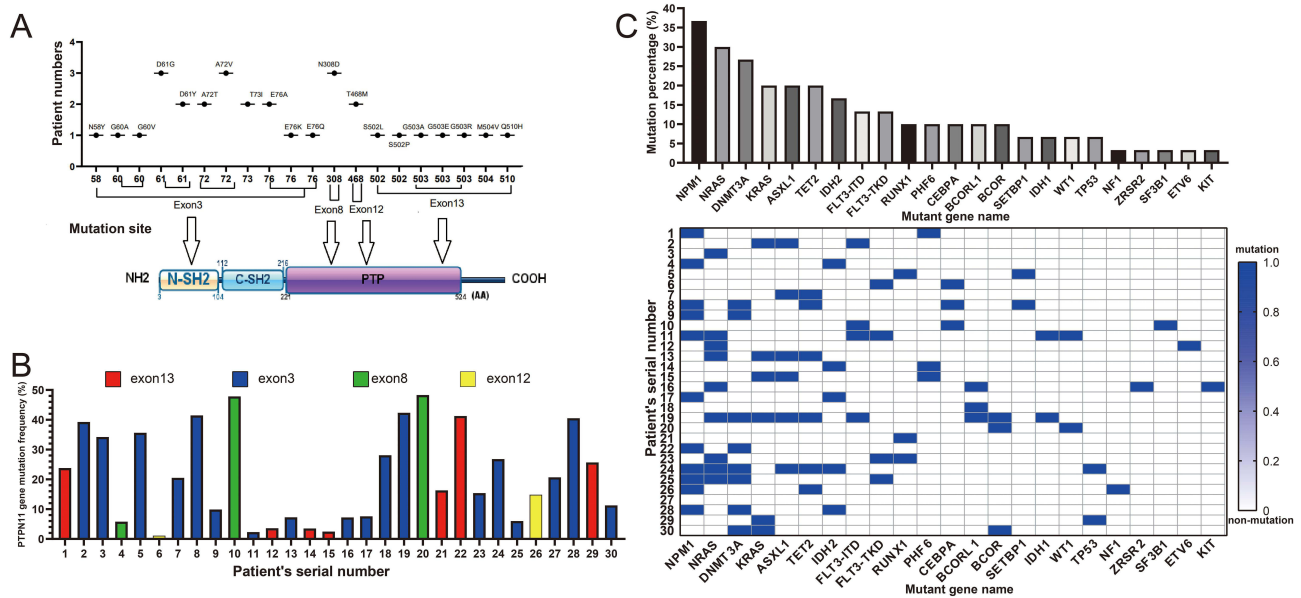 A
Patient numbers
4
3
2
1
0
D61G
A72V
N308D
D61Y
A72T
T73I
E76A
T468M
N58Y
G60A
G60V
E76K
E76Q
S502L
S502P
G503A
G503E
G503R
M504V
Q510H
58 60 60 61 61 72 72 73 76 76 76 308 468 502 502 503 503 503 504 510
Exon3
Exon8
Exon12
Exon13
Mutation site
NH2
N-SH2
C-SH2
PTP
COOH
112
216
3
104
221
524
(AA)
B
exon13
exon3
exon8
exon12
PTPN11 gene mutation frequency (%)
50
40
30
20
10
0
1 2 3 4 5 6 7 8 9 10 11 12 13 14 15 16 17 18 19 20 21 22 23 24 25 26 27 28 29 30
Patient's serial number
C
Mutation percentage (%)
40
35
30
25
20
15
10
5
0
NPM1 NRAS DNMT3A KRAS ASXL1 TET2 IDH2 FLT3-ITD FLT3-TKD RUNX1 PHF6 CEBPA BCORL1 BCOR SETBP1 IDH1 WT1 TP53 NF1 ZRSR2 SF3B1 ETV6 KIT
Mutant gene name
Patient's serial number
1
2
3
4
5
6
7
8
9
10
11
12
13
14
15
16
17
18
19
20
21
22
23
24
25
26
27
28
29
30
mutation
1.0
0.8
0.6
0.4
0.2
0
non-mutation
NPM1 NRAS DNMT3A KRAS ASXL1 TET2 IDH2 FLT3-ITD FLT3-TKD RUNX1 PHF6 CEBPA BCORL1 BCOR SETBP1 IDH1 WT1 TP53 NF1 ZRSR2 SF3B1 ETV6 KIT
Mutant gene name